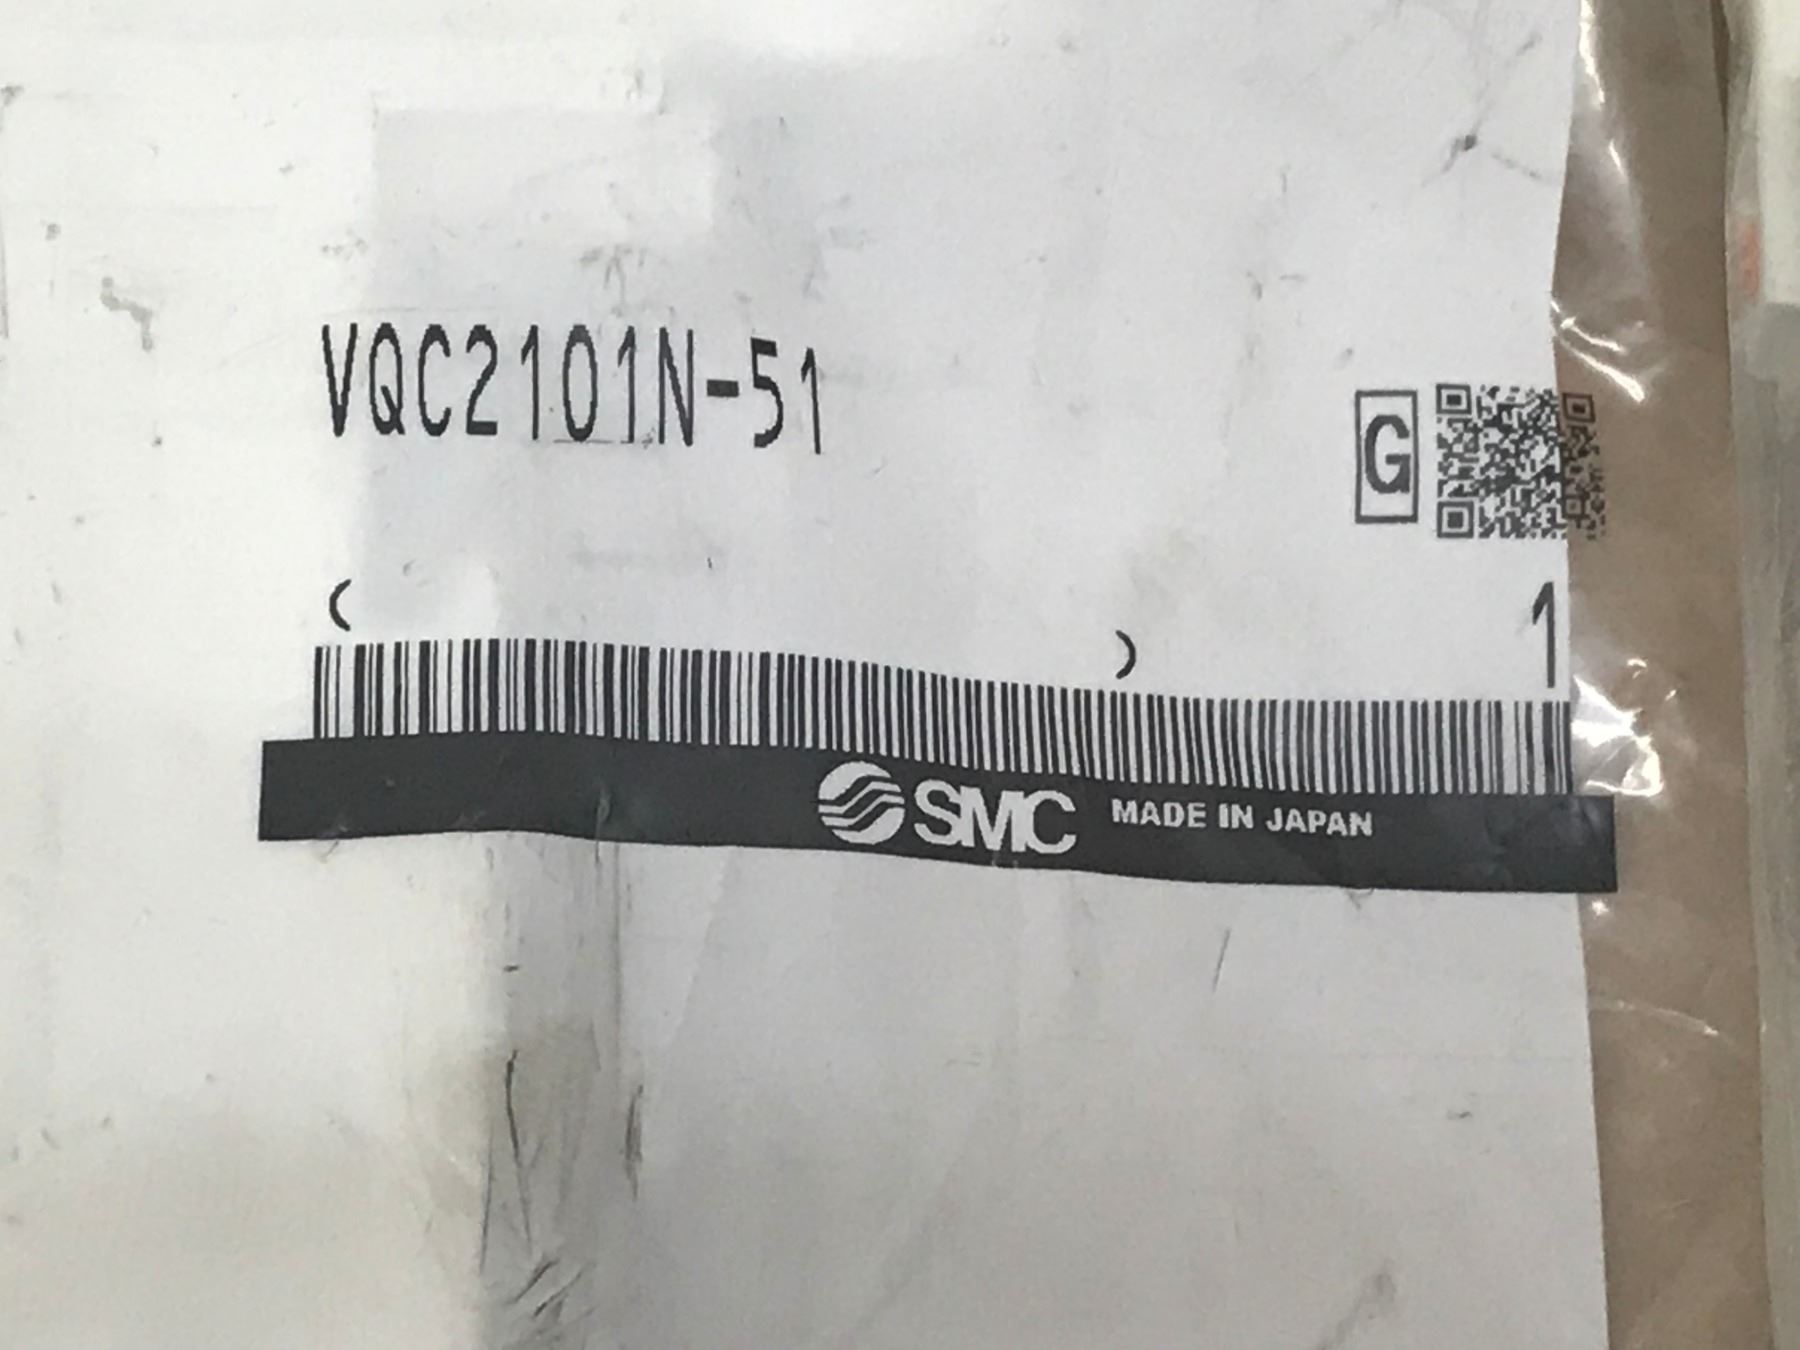 VQC2101N-51
G
( )
1
SMC MADE IN JAPAN